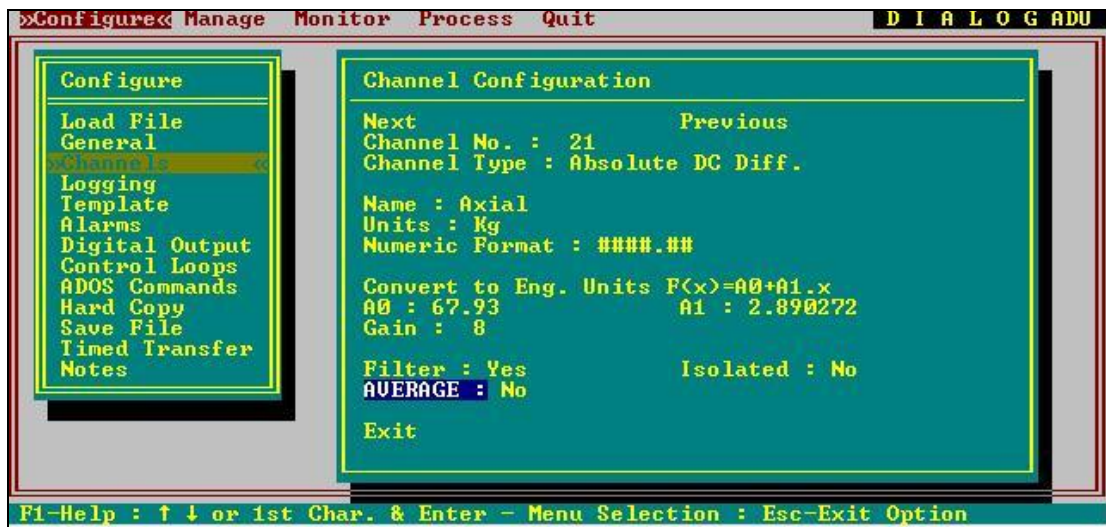 »Configure« Manage Monitor Process Quit D I A L O G ADU
Configure
Load File
General
»Channels «
Logging
Template
Alarms
Digital Output
Control Loops
ADOS Commands
Hard Copy
Save File
Timed Transfer
Notes
Channel Configuration
Next Previous
Channel No. : 21
Channel Type : Absolute DC Diff.
Name : Axial
Units : Kg
Numeric Format : ####.##
Convert to Eng. Units F(x)=A0+A1.x
A0 : 67.93 A1 : 2.890272
Gain : 8
Filter : Yes Isolated : No
AVERAGE : No
Exit
F1-Help : ↑ ↓ or 1st Char. & Enter - Menu Selection : Esc-Exit Option